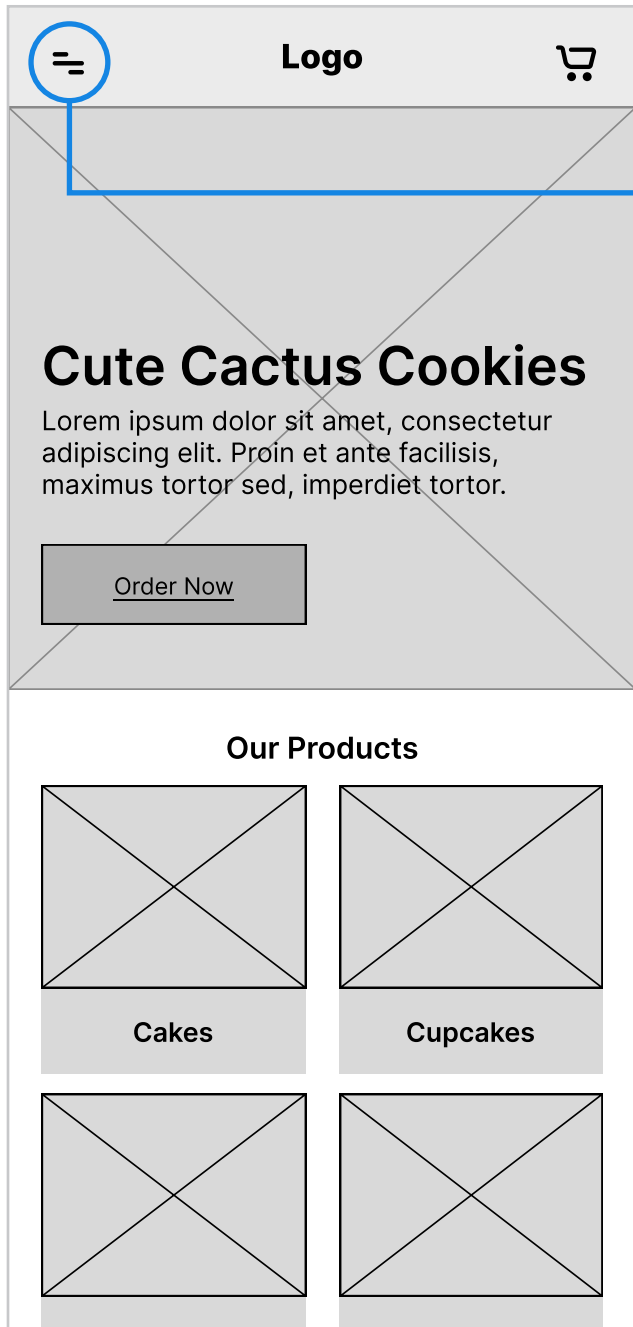 Logo
Cute Cactus Cookies
Lorem ipsum dolor sit amet, consectetur
adipiscing elit. Proin et ante facilisis,
maximus tortor sed, imperdiet tortor.
Order Now
Our Products
Cakes
Cupcakes